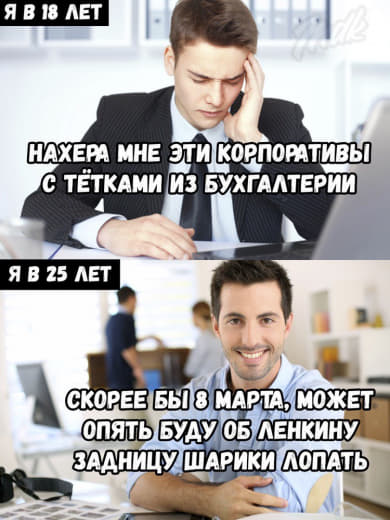 Я В 18 ЛЕТ
mdk
НАХЕРА МНЕ ЭТИ КОРПОРАТИВЫ
С ТЁТКАМИ ИЗ БУХГАЛТЕРИИ
Я В 25 ЛЕТ
СКОРЕЕ БЫ 8 МАРТА, МОЖЕТ
ОПЯТЬ БУДУ ОБ ЛЕНКИНУ
ЗАДНИЦУ ШАРИКИ ЛОПАТЬ